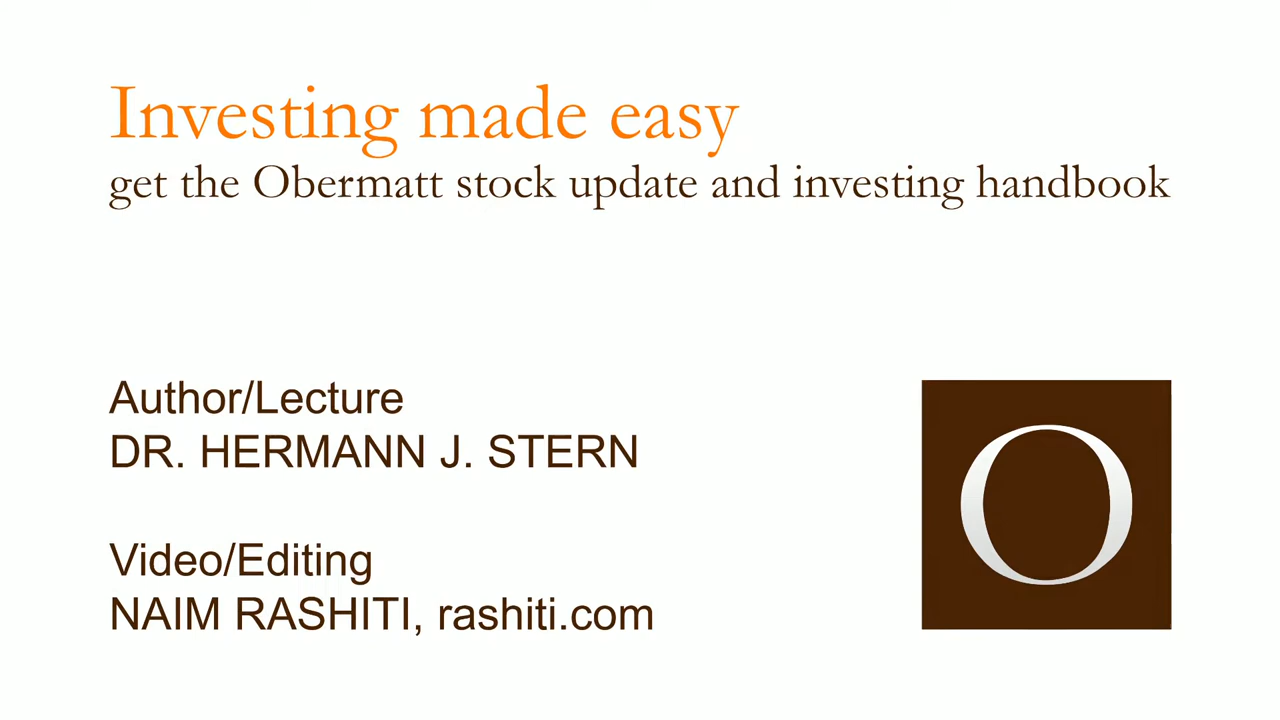 Investing made easy
get the Obermatt stock update and investing handbook
Author/Lecture
DR. HERMANN J. STERN
Video/Editing
NAIM RASHITI, rashiti.com
O